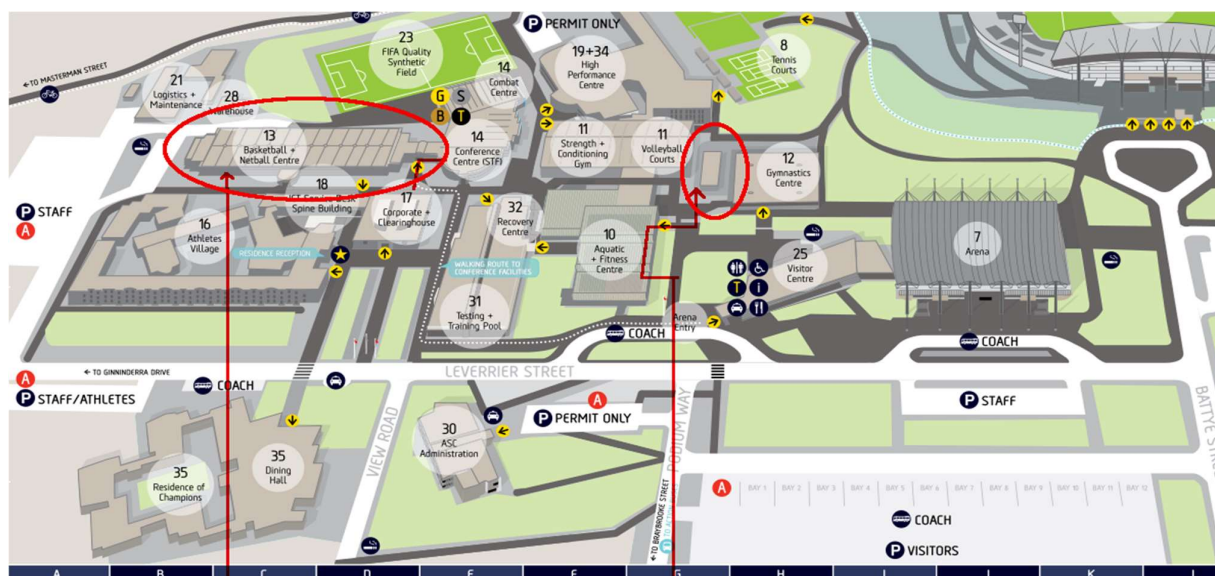 P PERMIT ONLY
23
FIFA Quality
Synthetic
Field
19+34
High
Performance
Centre
8
Tennis
Courts
← TO MASTERMAN STREET
21
Logistics +
Maintenance
28
Warehouse
14
Combat
Centre
G S
B T
13
Basketball +
Netball Centre
14
Conference
Centre (STF)
11
Strength +
Conditioning
Gym
11
Volleyball
Courts
12
Gymnastics
Centre
18
ICT Service Desk
Spine Building
17
Corporate +
Clearinghouse
P STAFF
A
16
Athletes
Village
32
Recovery
Centre
10
Aquatic
+ Fitness
Centre
7
Arena
25
Visitor
Centre
RESIDENCE RECEPTION
WALKING ROUTE TO
CONFERENCE FACILITIES
T i
31
Testing +
Training Pool
Arena
Entry
COACH
COACH
← TO GINNINDERRA DRIVE
LEVERRIER STREET
A
P STAFF/ATHLETES
COACH
P STAFF
A
P PERMIT ONLY
VIEW ROAD
PODIUM WAY
BATTYE STREET
30
ASC
Administration
35
Dining
Hall
35
Residence of
Champions
A
BAY 1 BAY 2 BAY 3 BAY 4 BAY 5 BAY 6 BAY 7 BAY 8 BAY 9 BAY 10 BAY 11 BAY 12
← TO BRAYBROOKE STREET
COACH
P VISITORS
A B C D E F G H I J K L